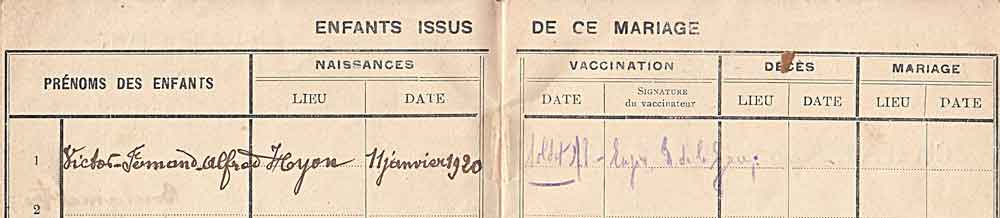 ENFANTS ISSUS DE CE MARIAGE
PRÉNOMS DES ENFANTS NAISSANCES VACCINATION DÉCÈS MARIAGE
LIEU DATE DATE SIGNATURE du vaccinateur LIEU DATE LIEU DATE
1 Victor-Fernand-Alfred Hyon 11 janvier 1920
2